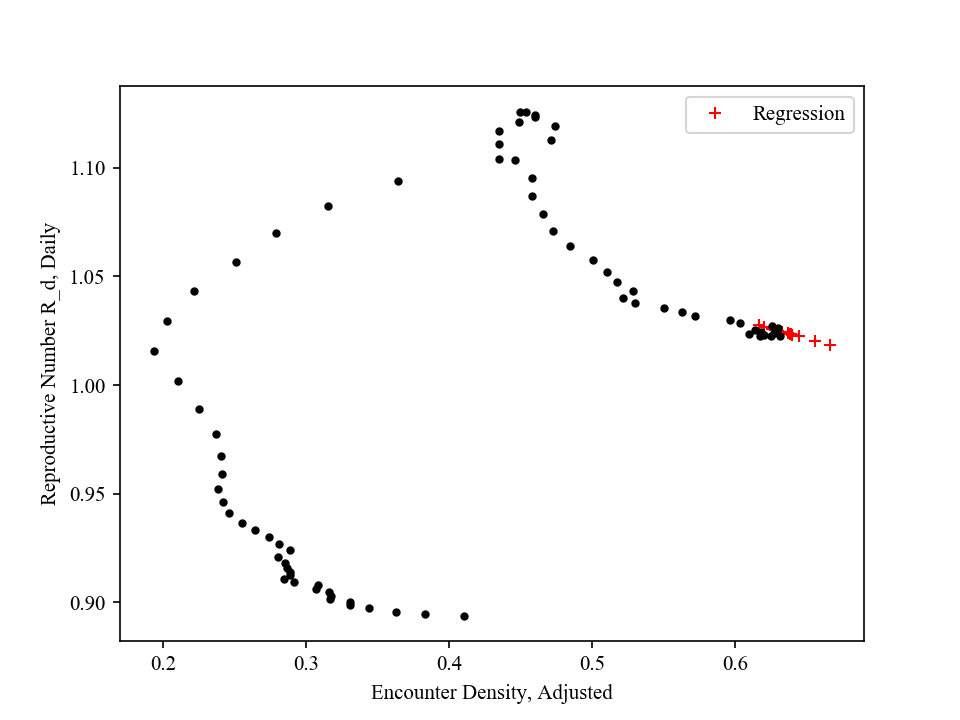 Regression
1.10
1.05
1.00
0.95
0.90
Reproductive Number R_d, Daily
0.2 0.3 0.4 0.5 0.6
Encounter Density, Adjusted